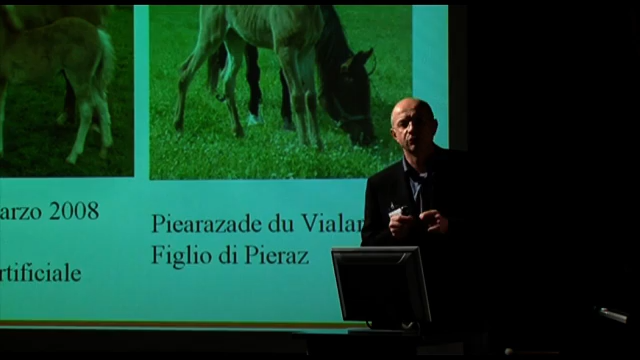 arzo 2008
rtificiale
Piearazade du Vialar
Figlio di Pieraz